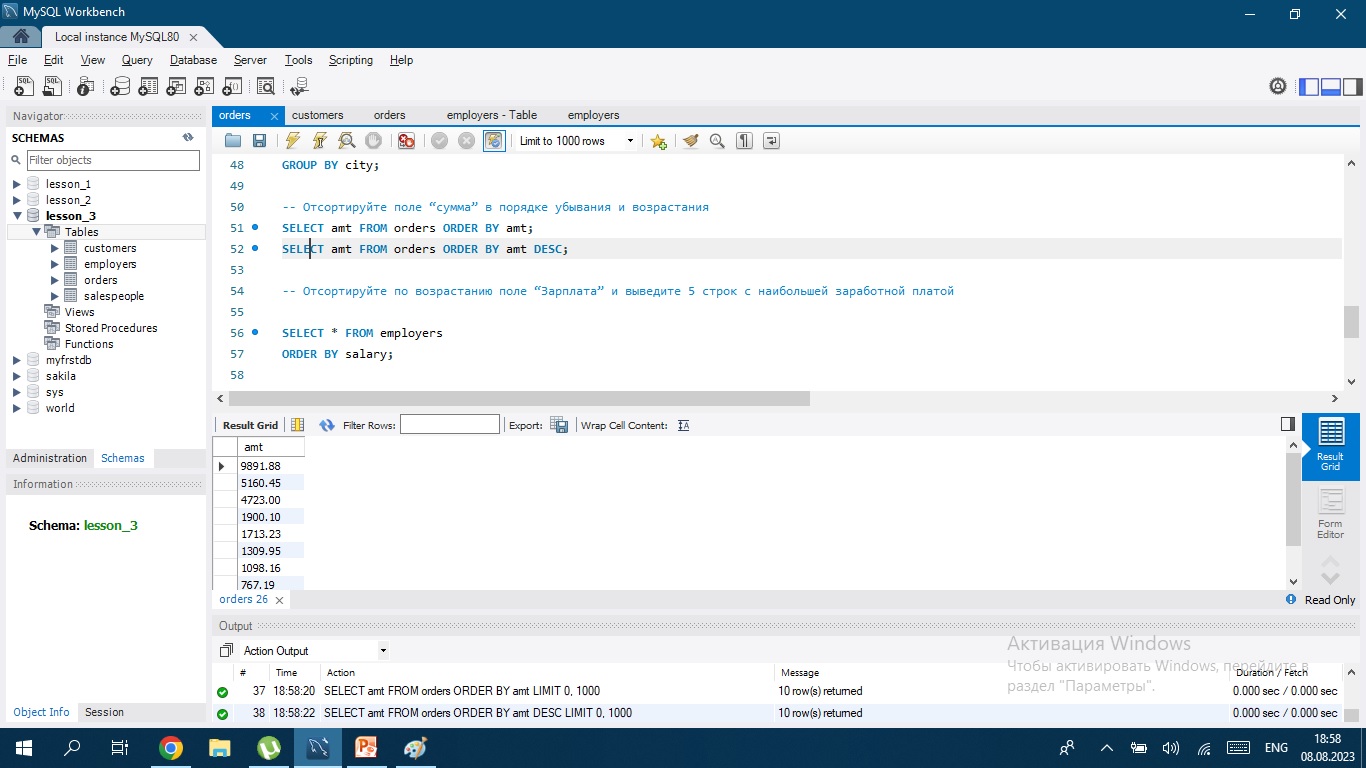 MySQL Workbench
Local instance MySQL80
File Edit View Query Database Server Tools Scripting Help
Navigator
SCHEMAS
Filter objects
lesson_1
lesson_2
lesson_3
Tables
customers
employers
orders
salespeople
Views
Stored Procedures
Functions
myfrstdb
sakila
sys
world
Administration Schemas
Information
Schema: lesson_3
Object Info Session
orders customers orders employers - Table employers
Limit to 1000 rows
48 GROUP BY city;
49
50 -- Отсортируйте поле “сумма” в порядке убывания и возрастания
51 SELECT amt FROM orders ORDER BY amt;
52 SELECT amt FROM orders ORDER BY amt DESC;
53
54 -- Отсортируйте по возрастанию поле “Зарплата” и выведите 5 строк с наибольшей заработной платой
55
56 SELECT * FROM employers
57 ORDER BY salary;
58
Result Grid Filter Rows: Export: Wrap Cell Content:
amt
9891.88
5160.45
4723.00
1900.10
1713.23
1309.95
1098.16
767.19
Result Grid
Form Editor
orders 26
Read Only
Output
Action Output
# Time Action Message Duration / Fetch
37 18:58:20 SELECT amt FROM orders ORDER BY amt LIMIT 0, 1000 10 row(s) returned 0.000 sec / 0.000 sec
38 18:58:22 SELECT amt FROM orders ORDER BY amt DESC LIMIT 0, 1000 10 row(s) returned 0.000 sec / 0.000 sec
Активация Windows
Чтобы активировать Windows, перейдите в
раздел "Параметры".
ENG
18:58
08.08.2023